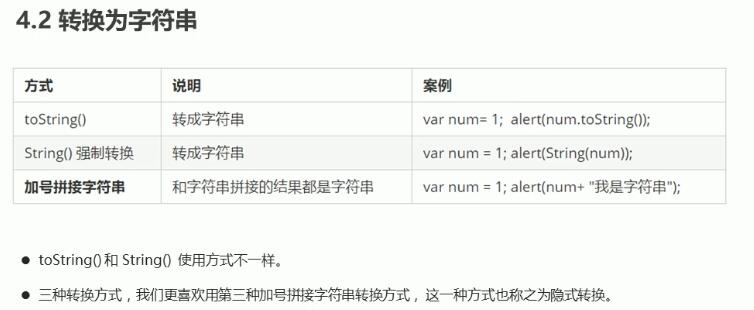 4.2 转换为字符串
方式 说明 案例
toString() 转成字符串 var num= 1;  alert(num.toString());
String() 强制转换 转成字符串 var num = 1; alert(String(num));
加号拼接字符串 和字符串拼接的结果都是字符串 var num = 1; alert(num+ "我是字符串");
● toString() 和 String()  使用方式不一样。
● 三种转换方式，我们更喜欢用第三种加号拼接字符串转换方式， 这一种方式也称之为隐式转换。